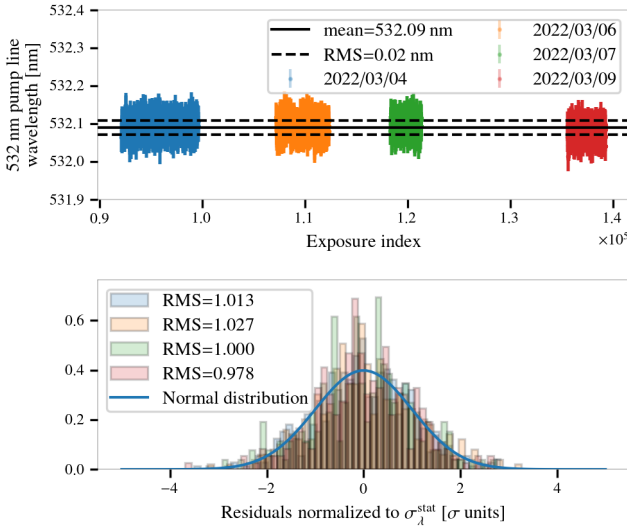 532.4
532.3
532.2
532.1
532.0
531.9
532 nm pump line
wavelength [nm]
mean=532.09 nm
RMS=0.02 nm
2022/03/04
2022/03/06
2022/03/07
2022/03/09
0.9 1.0 1.1 1.2 1.3 1.4
Exposure index
×10⁵
0.6
0.4
0.2
0.0
RMS=1.013
RMS=1.027
RMS=1.000
RMS=0.978
Normal distribution
−4 −2 0 2 4
Residuals normalized to σ_λ^stat [σ units]